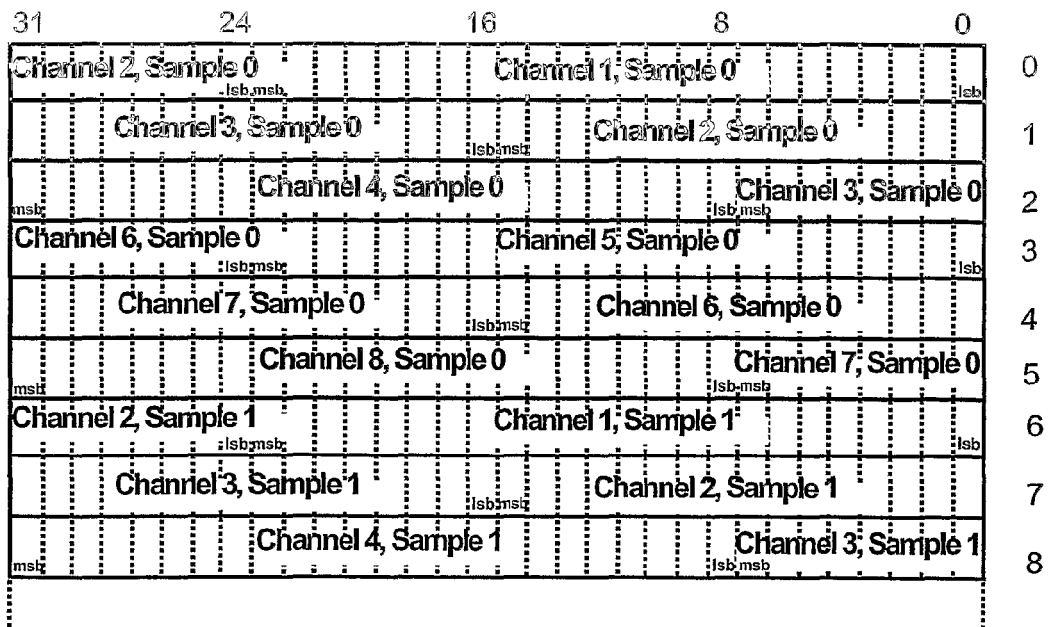 31 24 16 8 0
Channel 2, Sample 0 Channel 1, Sample 0 0
lsb msb lsb
Channel 3, Sample 0 Channel 2, Sample 0 1
lsb msb
Channel 4, Sample 0 Channel 3, Sample 0 2
msb lsb msb
Channel 6, Sample 0 Channel 5, Sample 0 3
lsb msb lsb
Channel 7, Sample 0 Channel 6, Sample 0 4
lsb msb
Channel 8, Sample 0 Channel 7, Sample 0 5
msb lsb msb
Channel 2, Sample 1 Channel 1, Sample 1 6
lsb msb lsb
Channel 3, Sample 1 Channel 2, Sample 1 7
lsb msb
Channel 4, Sample 1 Channel 3, Sample 1 8
msb lsb msb